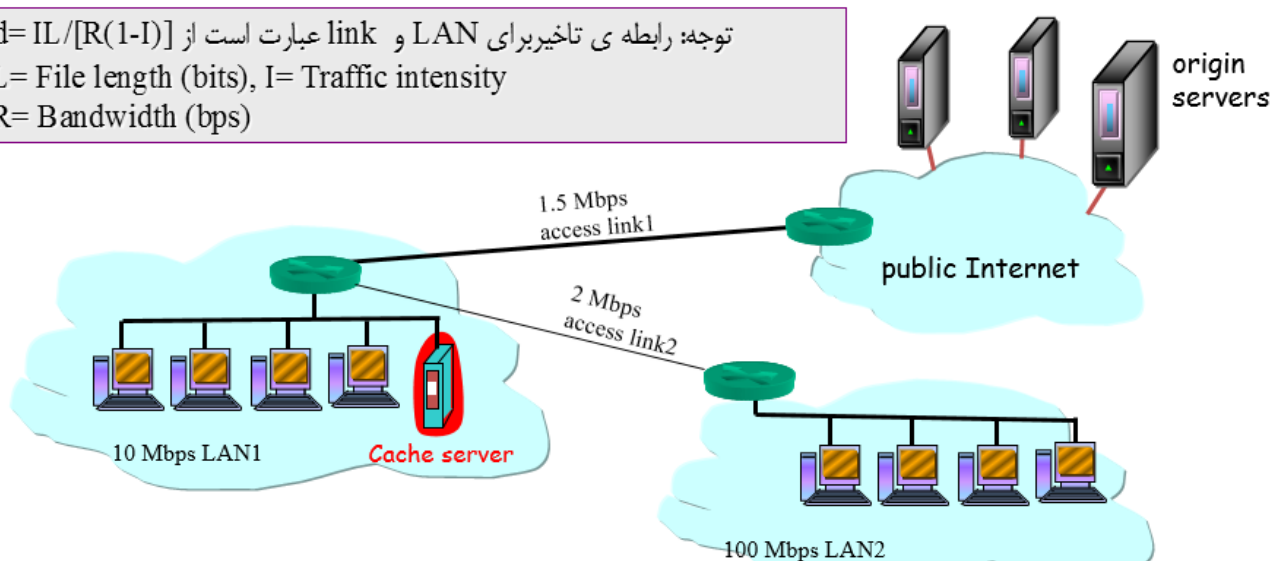 توجه: رابطه ی تاخیربرای LAN و link عبارت است از d= IL/[R(1-I)]
L= File length (bits), I= Traffic intensity
R= Bandwidth (bps)
origin
servers
1.5 Mbps
access link1
public Internet
2 Mbps
access link2
10 Mbps LAN1
Cache server
100 Mbps LAN2